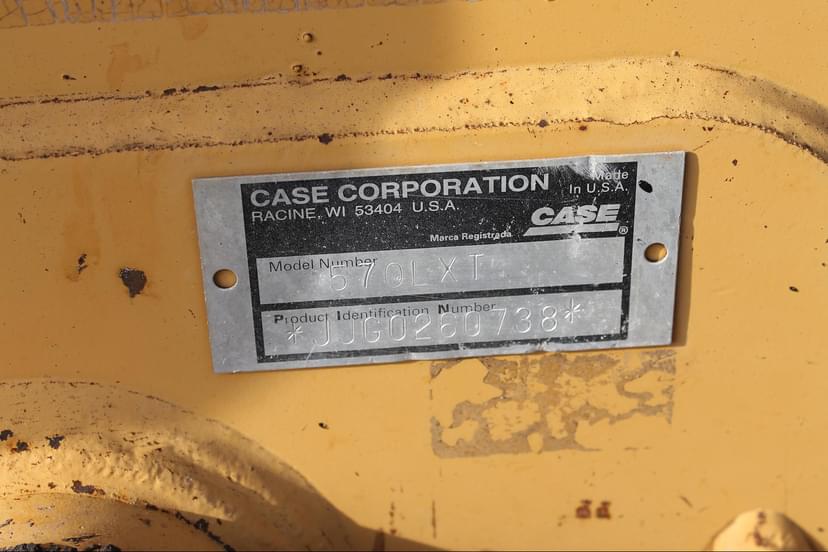 CASE CORPORATION
RACINE, WI 53404 U.S.A.
Made
In U.S.A.
CASE
Marca Registrada
®
Model Number
570LXT
Product Identification Number
*JJG0260738*